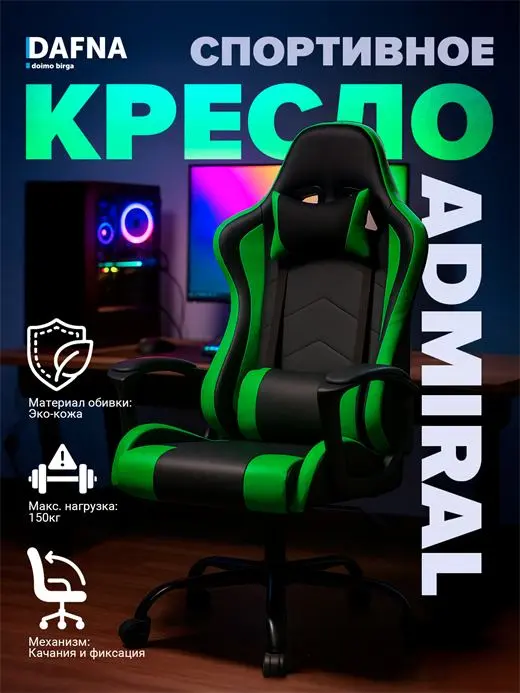 DAFNA
doimo birga
СПОРТИВНОЕ
КРЕСЛО
ADMIRAL
Материал обивки:
Эко-кожа
Макс. нагрузка:
150кг
Механизм:
Качания и фиксация